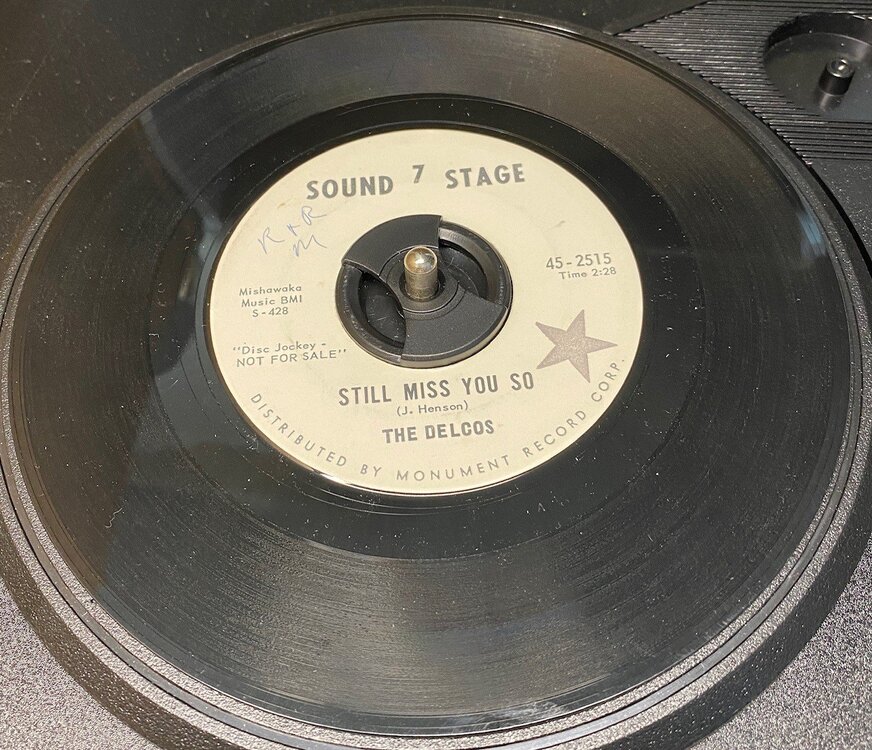 SOUND 7 STAGE
R & R
M
45-2515
Time 2:28
Mishawaka
Music BMI
S-428
"Disc Jockey -
NOT FOR SALE"
STILL MISS YOU SO
(J. Henson)
THE DELCOS
DISTRIBUTED BY MONUMENT RECORD CORP.